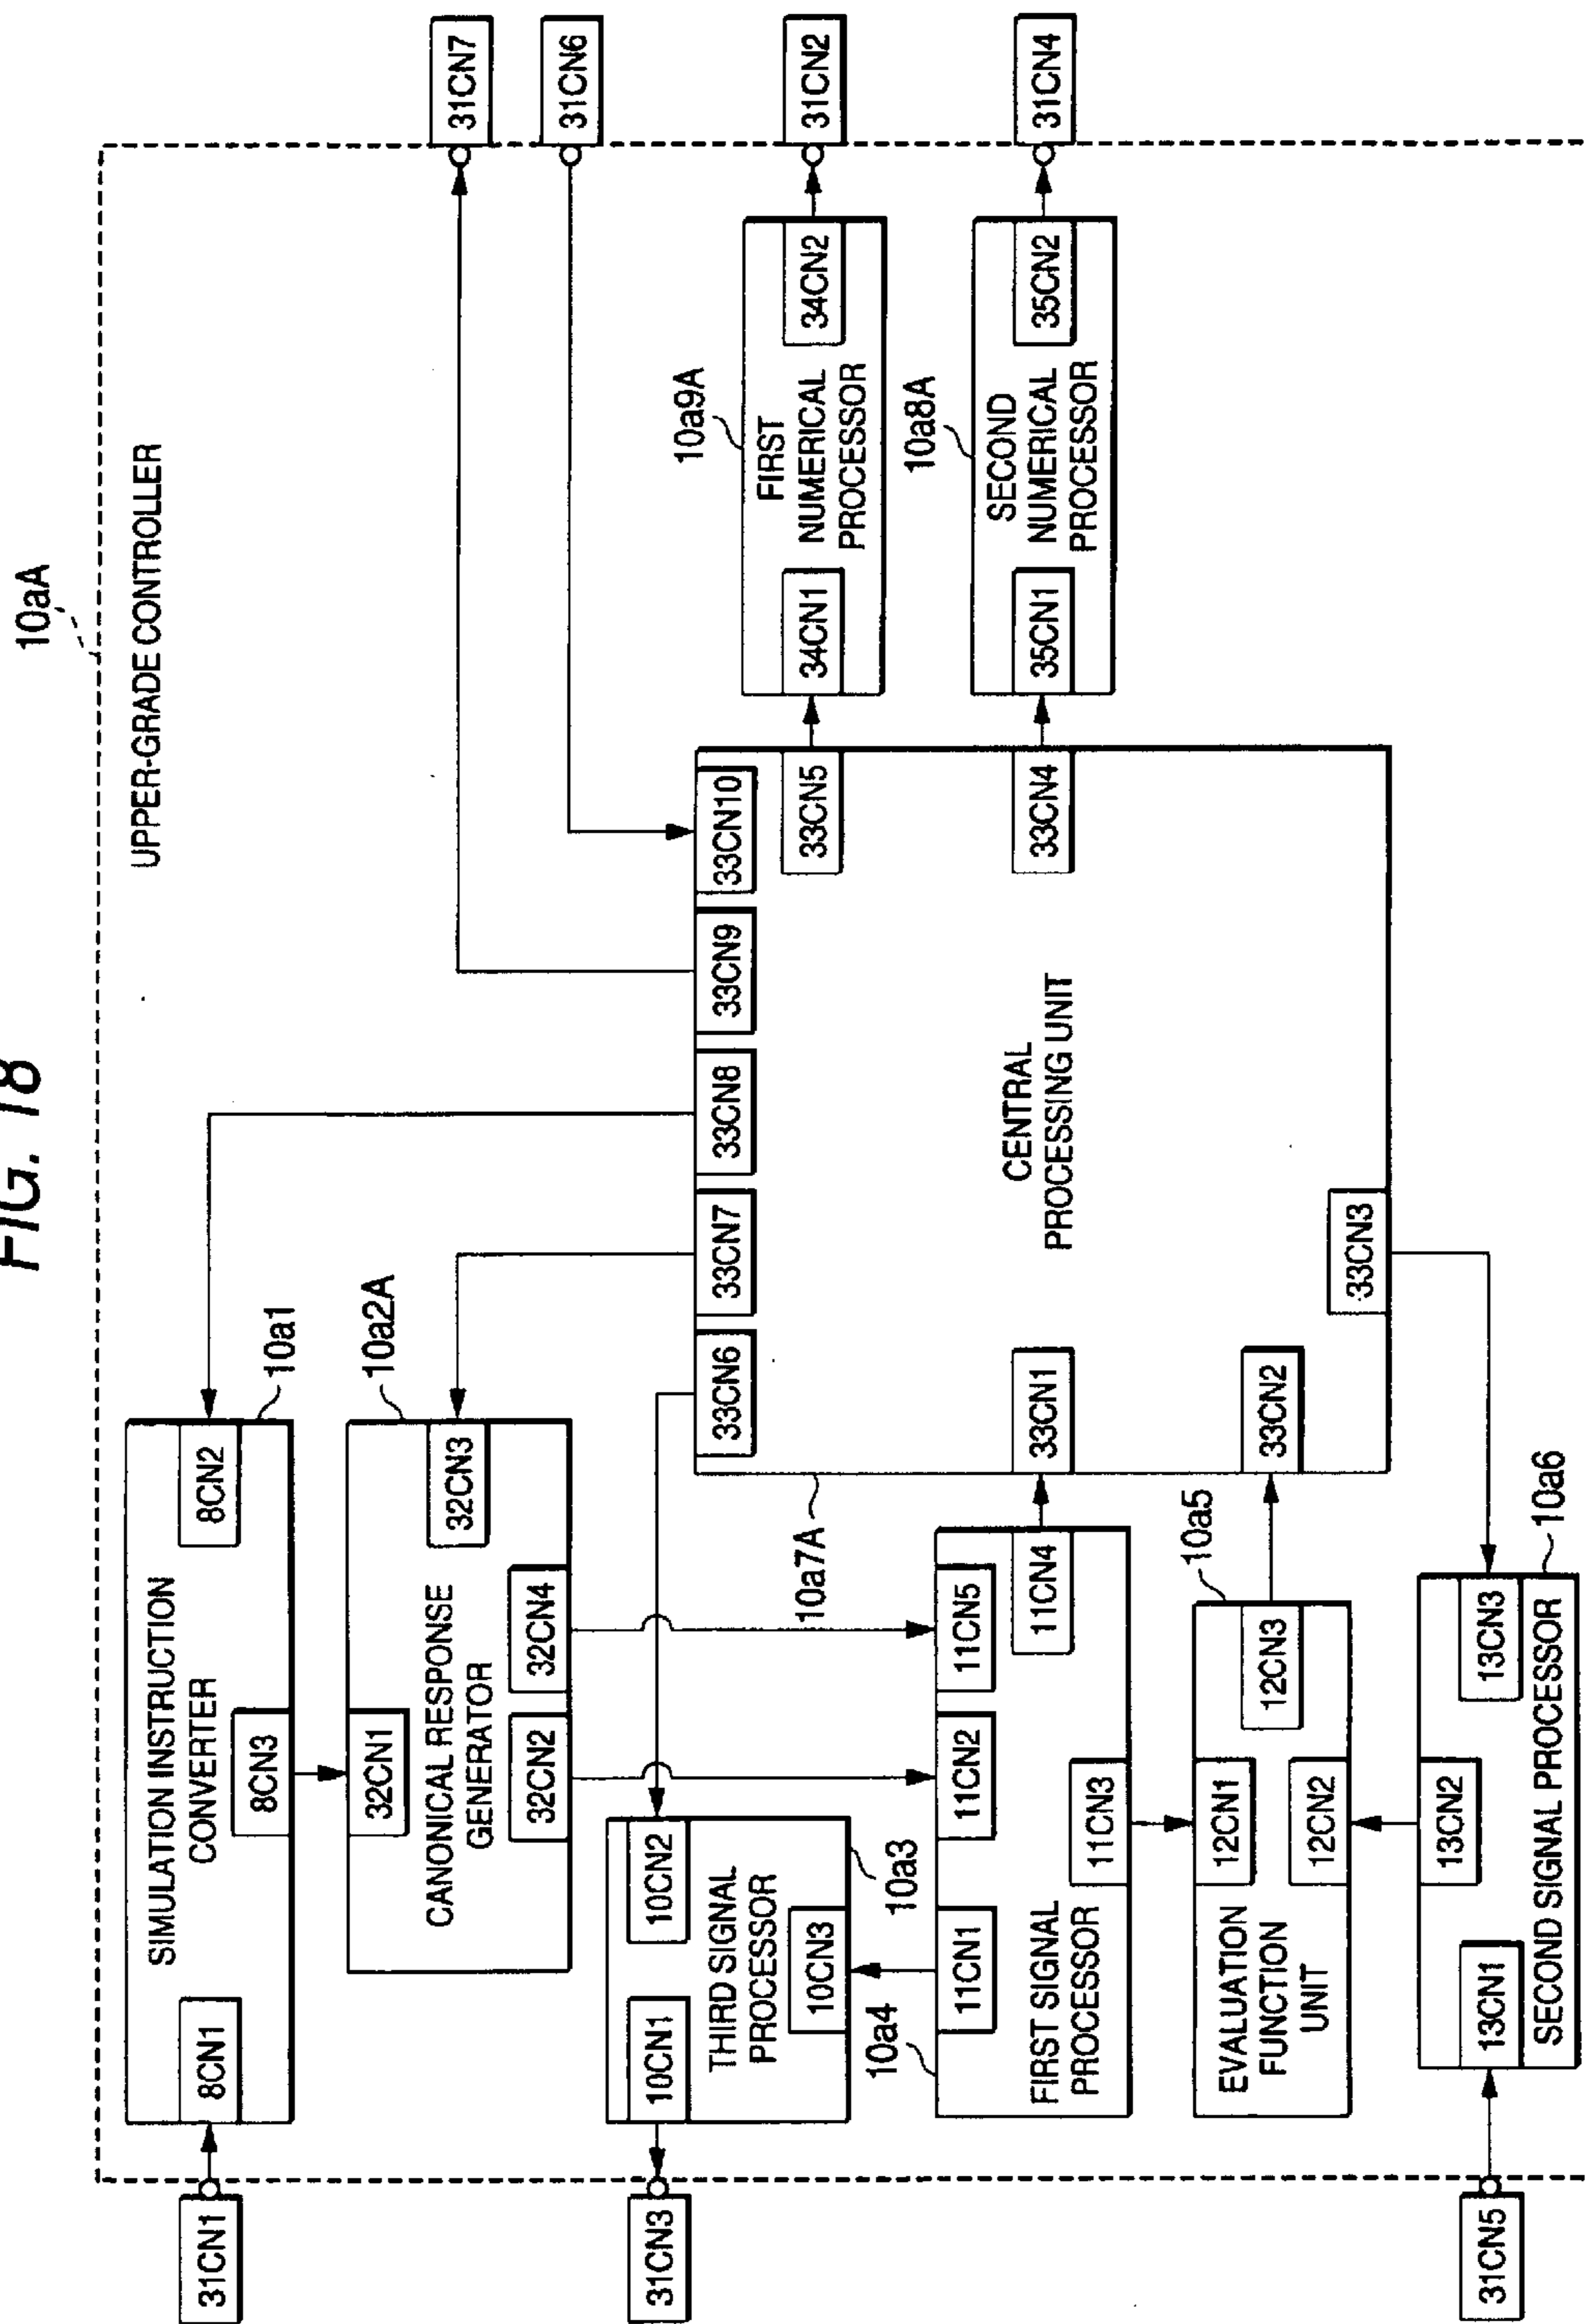 FIG. 18
10aA
UPPER-GRADE CONTROLLER
31CN1
8CN1
SIMULATION INSTRUCTION
CONVERTER
8CN3
8CN2
10a1
32CN1
CANONICAL RESPONSE
GENERATOR
32CN3
32CN2
32CN4
10a2A
31CN3
10CN1
THIRD SIGNAL
PROCESSOR
10CN2
10CN3
10a3
10a4
11CN1
11CN2
11CN5
FIRST SIGNAL
PROCESSOR
11CN3
11CN4
10a5
EVALUATION
FUNCTION
UNIT
12CN1
12CN2
12CN3
31CN5
13CN1
13CN2
13CN3
SECOND SIGNAL PROCESSOR
10a6
10a7A
33CN6
33CN7
33CN8
33CN9
33CN10
33CN1
33CN2
33CN3
CENTRAL
PROCESSING UNIT
33CN5
33CN4
10a9A
34CN1
FIRST
NUMERICAL
PROCESSOR
34CN2
10a8A
35CN1
SECOND
NUMERICAL
PROCESSOR
35CN2
31CN7
31CN6
31CN2
31CN4